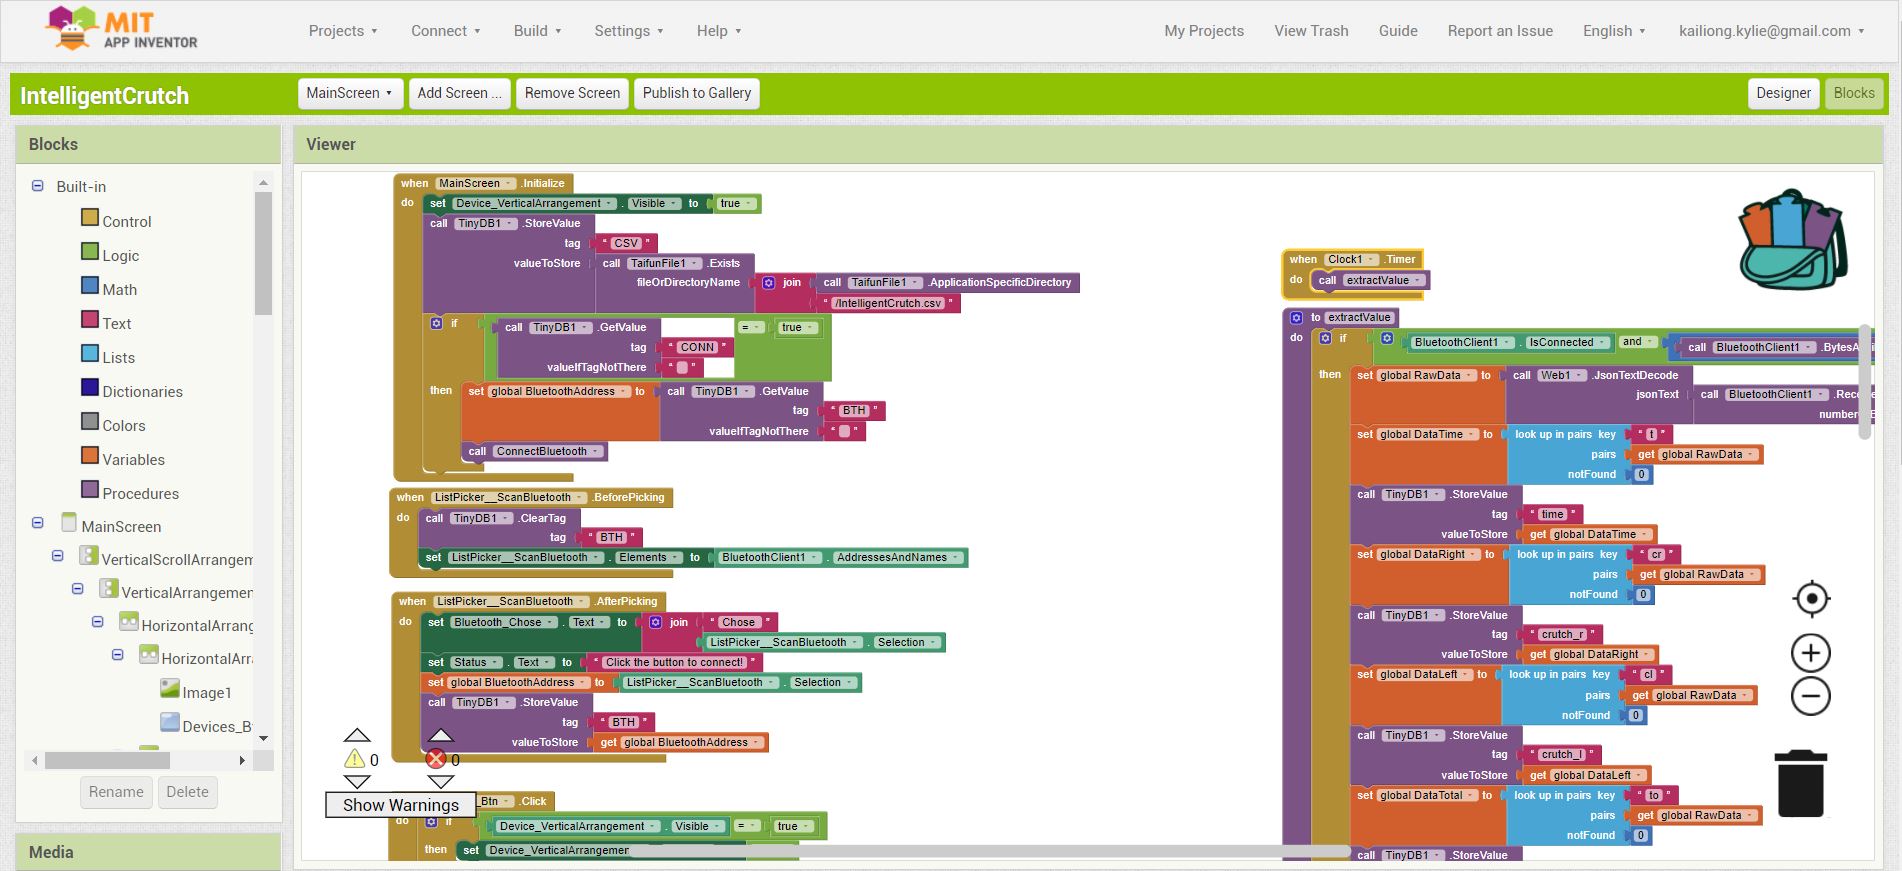 MIT
APP INVENTOR
Projects Connect Build Settings Help My Projects View Trash Guide Report an Issue English kailiong.kylie@gmail.com
IntelligentCrutch MainScreen Add Screen ... Remove Screen Publish to Gallery Designer Blocks
Blocks
Built-in
Control
Logic
Math
Text
Lists
Dictionaries
Colors
Variables
Procedures
MainScreen
VerticalScrollArrangem
VerticalArrangemen
HorizontalArrang
HorizontalArr
Image1
Devices_B
Rename Delete
Media
Viewer
when MainScreen .Initialize
do set Device_VerticalArrangement . Visible to true
call TinyDB1 .StoreValue
tag " CSV "
valueToStore call TaifunFile1 .Exists
fileOrDirectoryName join call TaifunFile1 .ApplicationSpecificDirectory
" /IntelligentCrutch.csv "
if call TinyDB1 .GetValue = true
tag " CONN "
valueIfTagNotThere " "
then set global BluetoothAddress to call TinyDB1 .GetValue
tag " BTH "
valueIfTagNotThere " "
call ConnectBluetooth
when ListPicker__ScanBluetooth .BeforePicking
do call TinyDB1 .ClearTag
tag " BTH "
set ListPicker__ScanBluetooth . Elements to BluetoothClient1 . AddressesAndNames
when ListPicker__ScanBluetooth .AfterPicking
do set Bluetooth_Chose . Text to join " Chose "
ListPicker__ScanBluetooth . Selection
set Status . Text to " Click the button to connect! "
set global BluetoothAddress to ListPicker__ScanBluetooth . Selection
call TinyDB1 .StoreValue
tag " BTH "
valueToStore get global BluetoothAddress
0 0
Show Warnings
_Btn .Click
do if Device_VerticalArrangement . Visible = true
then set Device_VerticalArrangemer
when Clock1 .Timer
do call extractValue
to extractValue
do if BluetoothClient1 . IsConnected and call BluetoothClient1 .BytesA
then set global RawData to call Web1 .JsonTextDecode
jsonText call BluetoothClient1 .Rec
number
set global DataTime to look up in pairs key " t "
pairs get global RawData
notFound 0
call TinyDB1 .StoreValue
tag " time "
valueToStore get global DataTime
set global DataRight to look up in pairs key " cr "
pairs get global RawData
notFound 0
call TinyDB1 .StoreValue
tag " crutch_r "
valueToStore get global DataRight
set global DataLeft to look up in pairs key " cl "
pairs get global RawData
notFound 0
call TinyDB1 .StoreValue
tag " crutch_l "
valueToStore get global DataLeft
set global DataTotal to look up in pairs key " to "
pairs get global RawData
notFound 0
call TinyDB1 .StoreValue